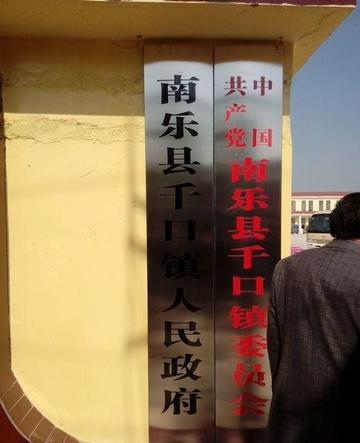 中国
共产党
南乐县千口镇委员会
南乐县千口镇人民政府